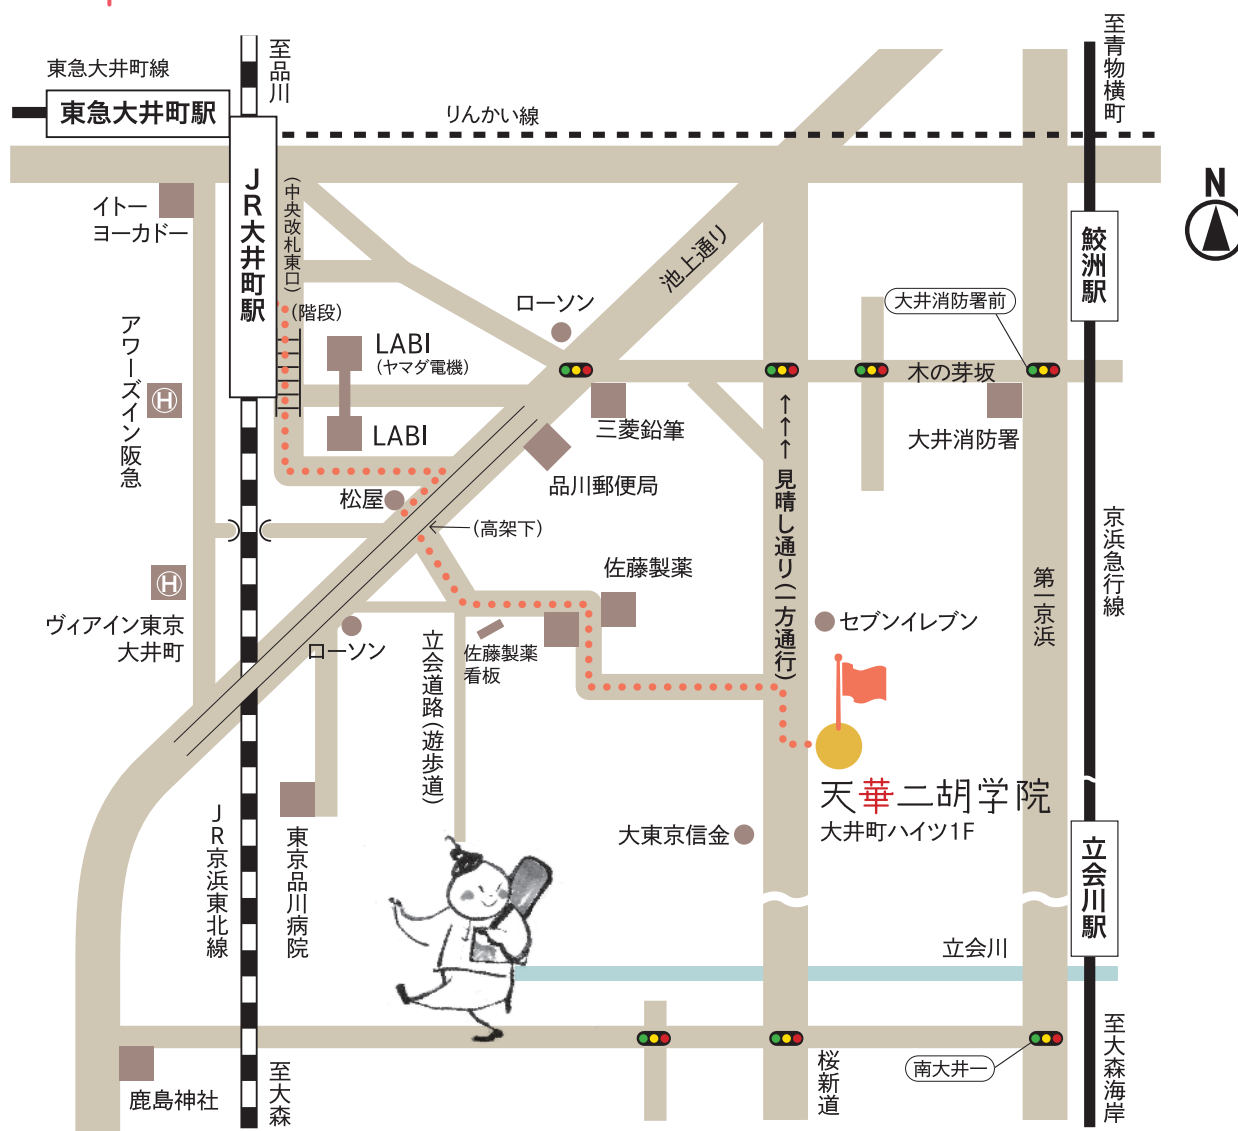 東急大井町線
東急大井町駅
至品川
りんかい線
至青物横町
N
JR大井町駅
(中央改札東口)
(階段)
イトー
ヨーカドー
池上通り
鮫洲駅
大井消防署前
ローソン
LABI
(ヤマダ電機)
LABI
アワーズイン阪急
H
三菱鉛筆
木の芽坂
大井消防署
品川郵便局
松屋
(高架下)
↑↑↑見晴し通り(一方通行)
京浜急行線
第一京浜
H
ヴィアイン東京
大井町
佐藤製薬
セブンイレブン
ローソン
立会道路(遊歩道)
佐藤製薬
看板
天華二胡学院
大井町ハイツ1F
大東京信金
JR京浜東北線
東京品川病院
立会川駅
立会川
鹿島神社
至大森
桜新道
南大井一
至大森海岸